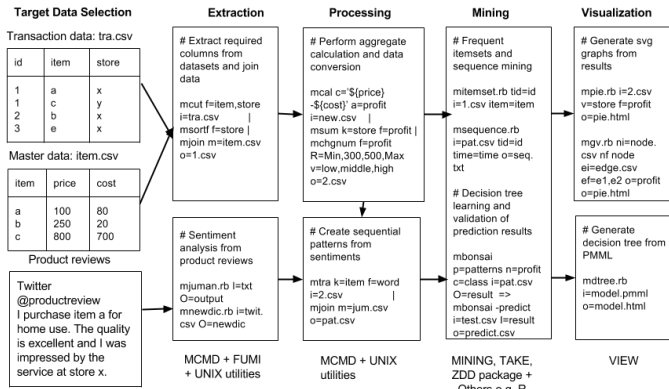 Target Data Selection
Extraction
Processing
Mining
Visualization
Transaction data: tra.csv
id item store
1 a x
1 c y
2 b x
3 e x
Master data: item.csv
item price cost
a 100 80
b 250 20
c 800 700
Product reviews
Twitter
@productreview
I purchase item a for
home use. The quality
is excellent and I was
impressed by the
service at store x.
# Extract required
columns from
datasets and join
data
mcut f=item,store
i=tra.csv |
msortf f=store |
mjoin m=item.csv
o=1.csv
# Sentiment
analysis from
product reviews
mjuman.rb I=txt
O=output
mnewdic.rb i=twit.
csv O=newdic
MCMD + FUMI
+ UNIX utilities
# Perform aggregate
calculation and data
conversion
mcal c='${price}
-${cost}' a=profit
i=new.csv |
msum k=store f=profit |
mchgnum f=profit
R=Min,300,500,Max
v=low,middle,high
o=2.csv
# Create sequential
patterns from
sentiments
mtra k=item f=word
i=2.csv |
mjoin m=jum.csv
o=pat.csv
MCMD + UNIX
utilities
# Frequent
itemsets and
sequence mining
mitemset.rb tid=id
i=1.csv item=item
msequence.rb
i=pat.csv tid=id
time=time o=seq.
txt
# Decision tree
learning and
validation of
prediction results
mbonsai
p=patterns n=profit
c=class i=pat.csv
O=result =>
mbonsai -predict
i=test.csv I=result
o=predict.csv
MINING, TAKE,
ZDD package +
Others e.g. R
# Generate svg
graphs from
results
mpie.rb i=2.csv
v=store f=profit
o=pie.html
mgv.rb ni=node.
csv nf node
ei=edge.csv
ef=e1,e2 o=profit
o=pie.html
# Generate
decision tree from
PMML
mdtree.rb
i=model.pmml
o=model.html
VIEW